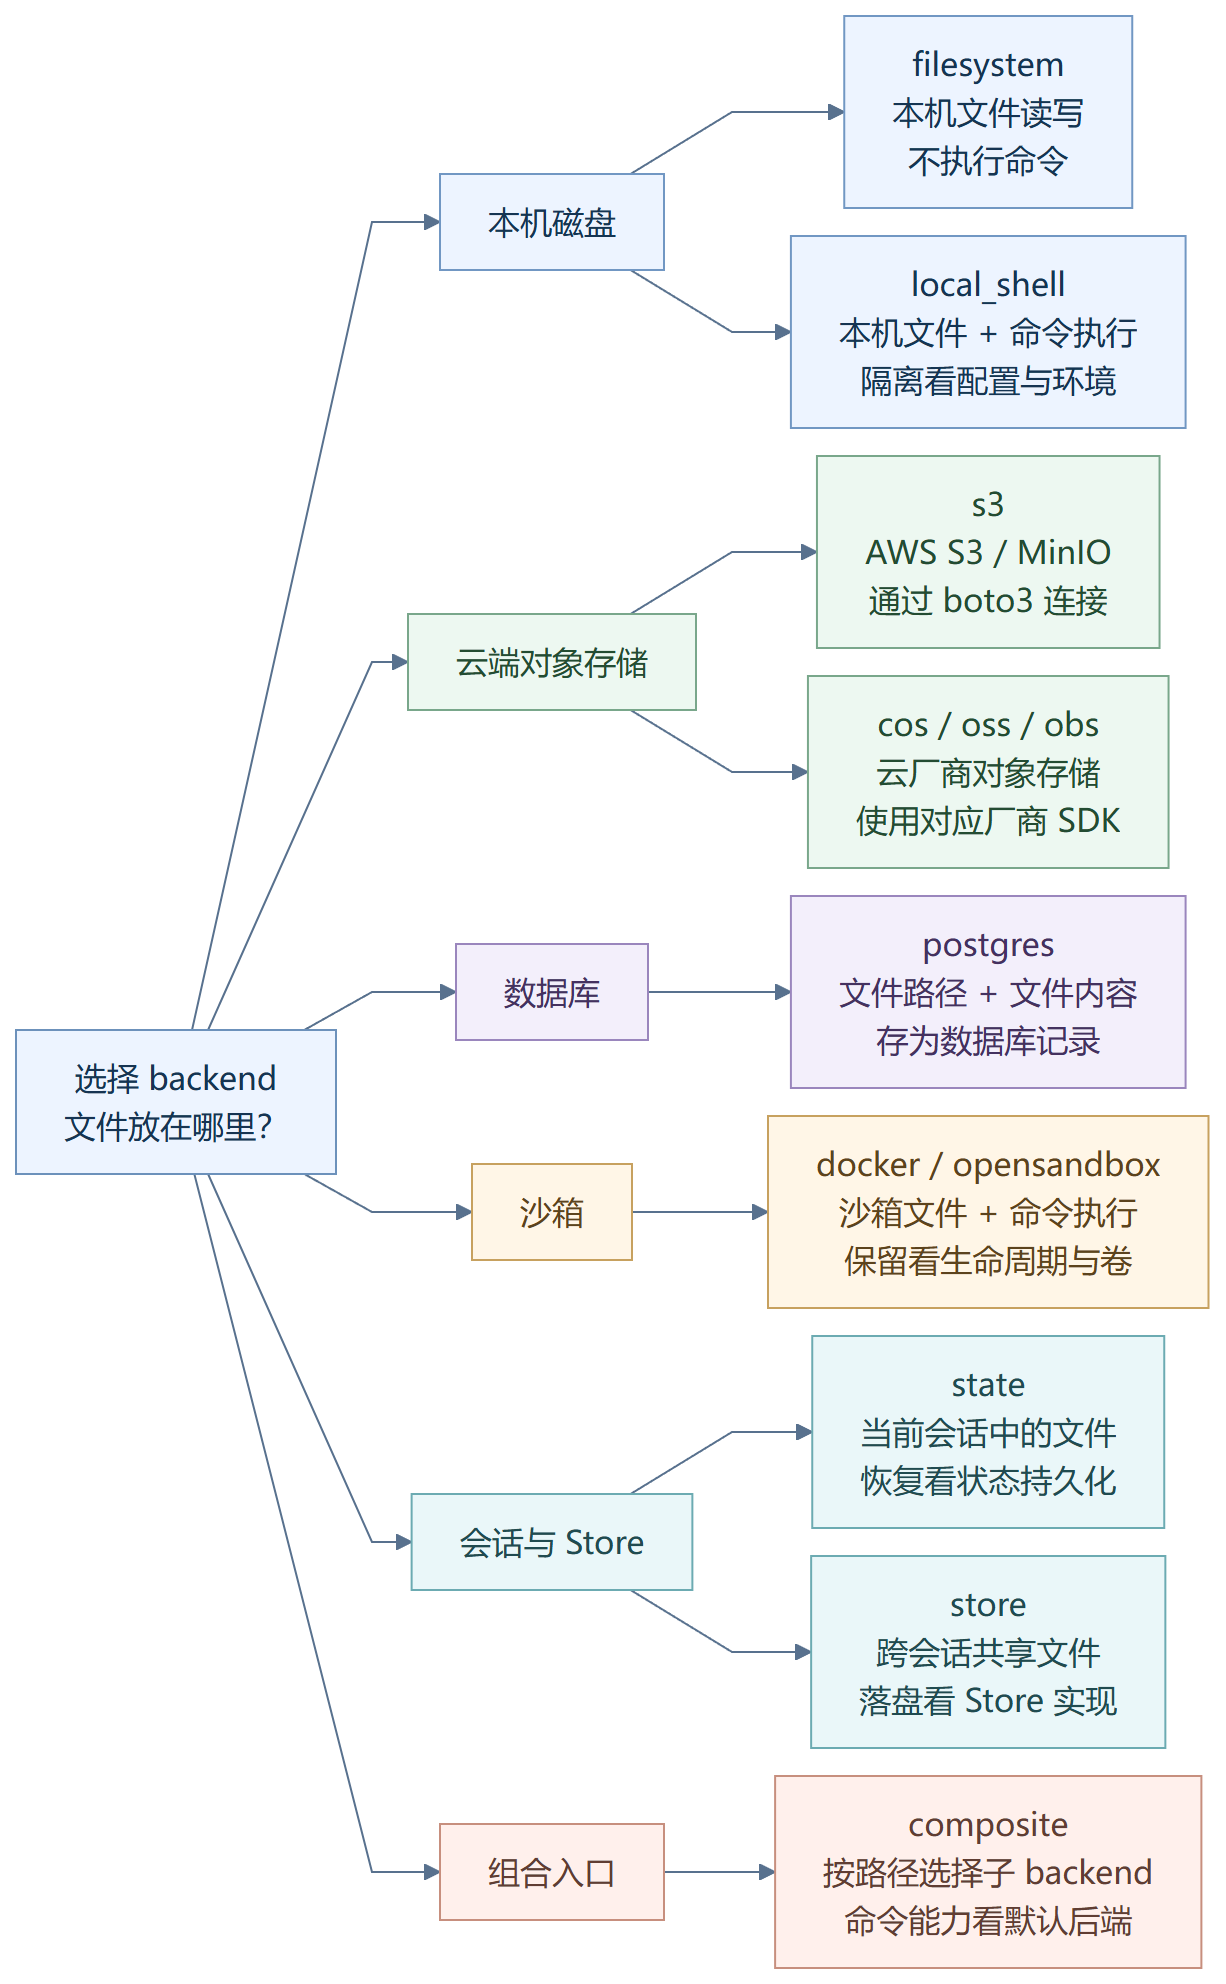 选择 backend
文件放在哪里？
本机磁盘
filesystem
本机文件读写
不执行命令
local_shell
本机文件 + 命令执行
隔离看配置与环境
云端对象存储
s3
AWS S3 / MinIO
通过 boto3 连接
cos / oss / obs
云厂商对象存储
使用对应厂商 SDK
数据库
postgres
文件路径 + 文件内容
存为数据库记录
沙箱
docker / opensandbox
沙箱文件 + 命令执行
保留看生命周期与卷
会话与 Store
state
当前会话中的文件
恢复看状态持久化
store
跨会话共享文件
落盘看 Store 实现
组合入口
composite
按路径选择子 backend
命令能力看默认后端